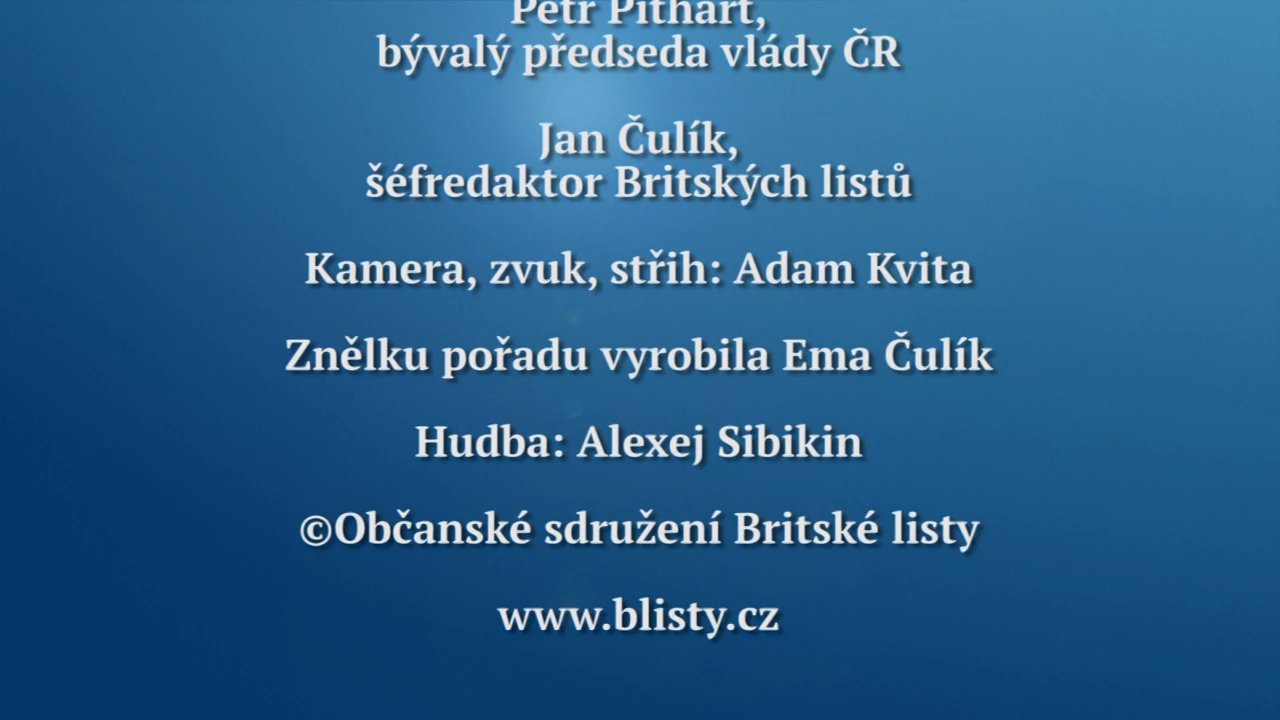 Petr Pithart,
bývalý předseda vlády ČR
Jan Čulík,
šéfredaktor Britských listů
Kamera, zvuk, střih: Adam Kvita
Znělku pořadu vyrobila Ema Čulík
Hudba: Alexej Sibikin
©Občanské sdružení Britské listy
www.blisty.cz